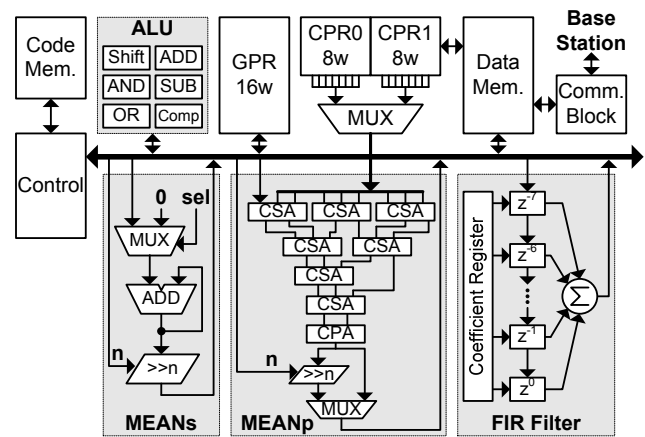 Code
Mem.
ALU
Shift
ADD
AND
SUB
OR
Comp
GPR
16w
CPR0
8w
CPR1
8w
MUX
Data
Mem.
Base
Station
Comm.
Block
Control
0
sel
MUX
ADD
n
>>n
MEANs
CSA
CSA
CSA
CSA
CSA
CSA
CSA
CPA
n
>>n
MUX
MEANp
Coefficient Register
z⁻⁷
z⁻⁶
z⁻¹
z⁰
Σ
FIR Filter